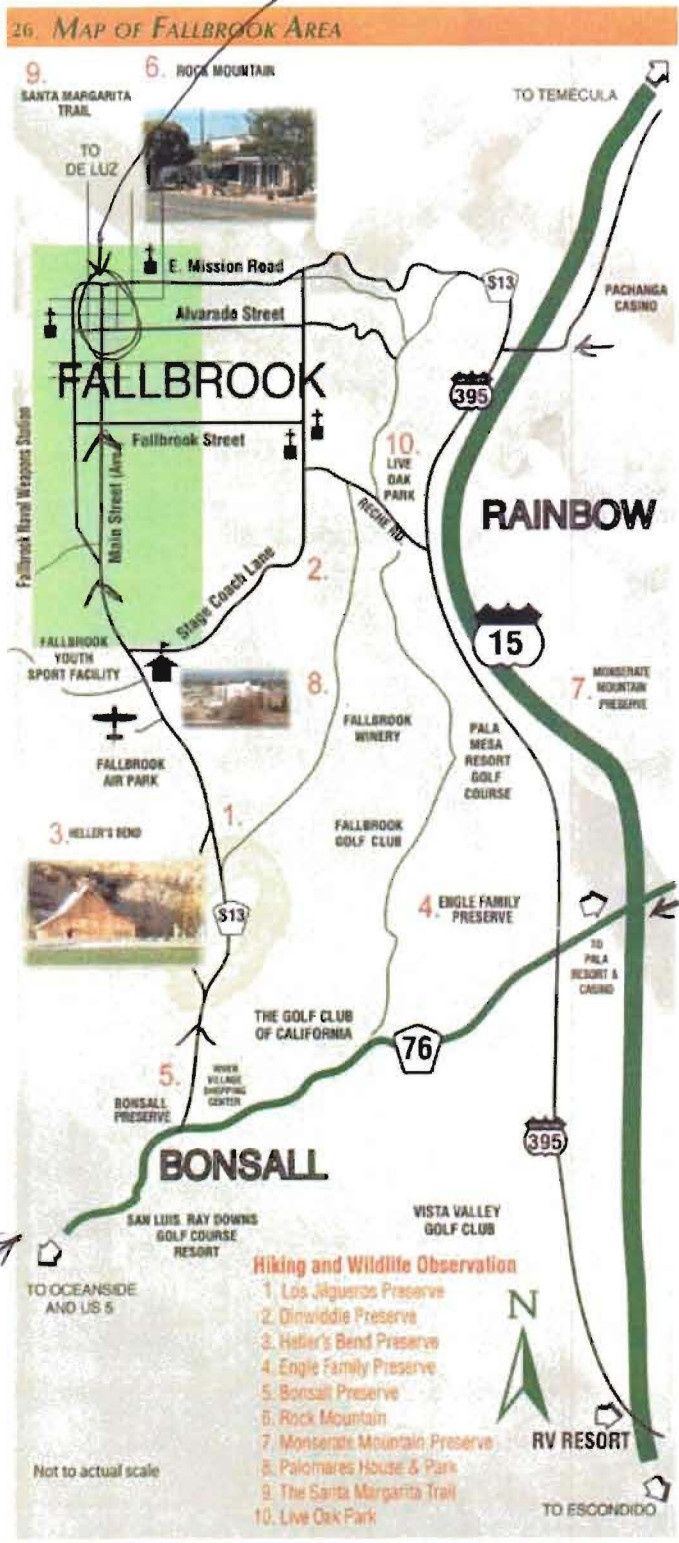 26 MAP OF FALLBROOK AREA
9.
SANTA MARGARITA
TRAIL
6. ROCK MOUNTAIN
TO TEMECULA
TO
DE LUZ
E. Mission Road
S13
PACHANGA
CASINO
Alvarado Street
FALLBROOK
395
Fallbrook Street
10.
LIVE
OAK
PARK
RAINBOW
Fallbrook Naval Weapons Station
Main Street
RECHE RD.
Stage Coach Lane
2.
15
FALLBROOK
YOUTH
SPORT FACILITY
8.
7. MONSERATE
MOUNTAIN
PRESERVE
FALLBROOK
WINERY
PALA
MESA
RESORT
GOLF
COURSE
FALLBROOK
AIR PARK
1.
FALLBROOK
GOLF CLUB
3. HELLER'S BEND
S13
4. ENGLE FAMILY
PRESERVE
TO
PALA
RESORT &
CASINO
THE GOLF CLUB
OF CALIFORNIA
76
5.
BONSALL
PRESERVE
RIVER
VILLAGE
SHOPPING
CENTER
395
BONSALL
SAN LUIS RAY DOWNS
GOLF COURSE
RESORT
VISTA VALLEY
GOLF CLUB
TO OCEANSIDE
AND US 5
Hiking and Wildlife Observation
1. Los Jilgueros Preserve
2. Dinwiddie Preserve
3. Heller's Bend Preserve
4. Engle Family Preserve
5. Bonsall Preserve
6. Rock Mountain
7. Monserate Mountain Preserve
8. Palomares House & Park
9. The Santa Margarita Trail
10. Live Oak Park
N
RV RESORT
Not to actual scale
TO ESCONDIDO